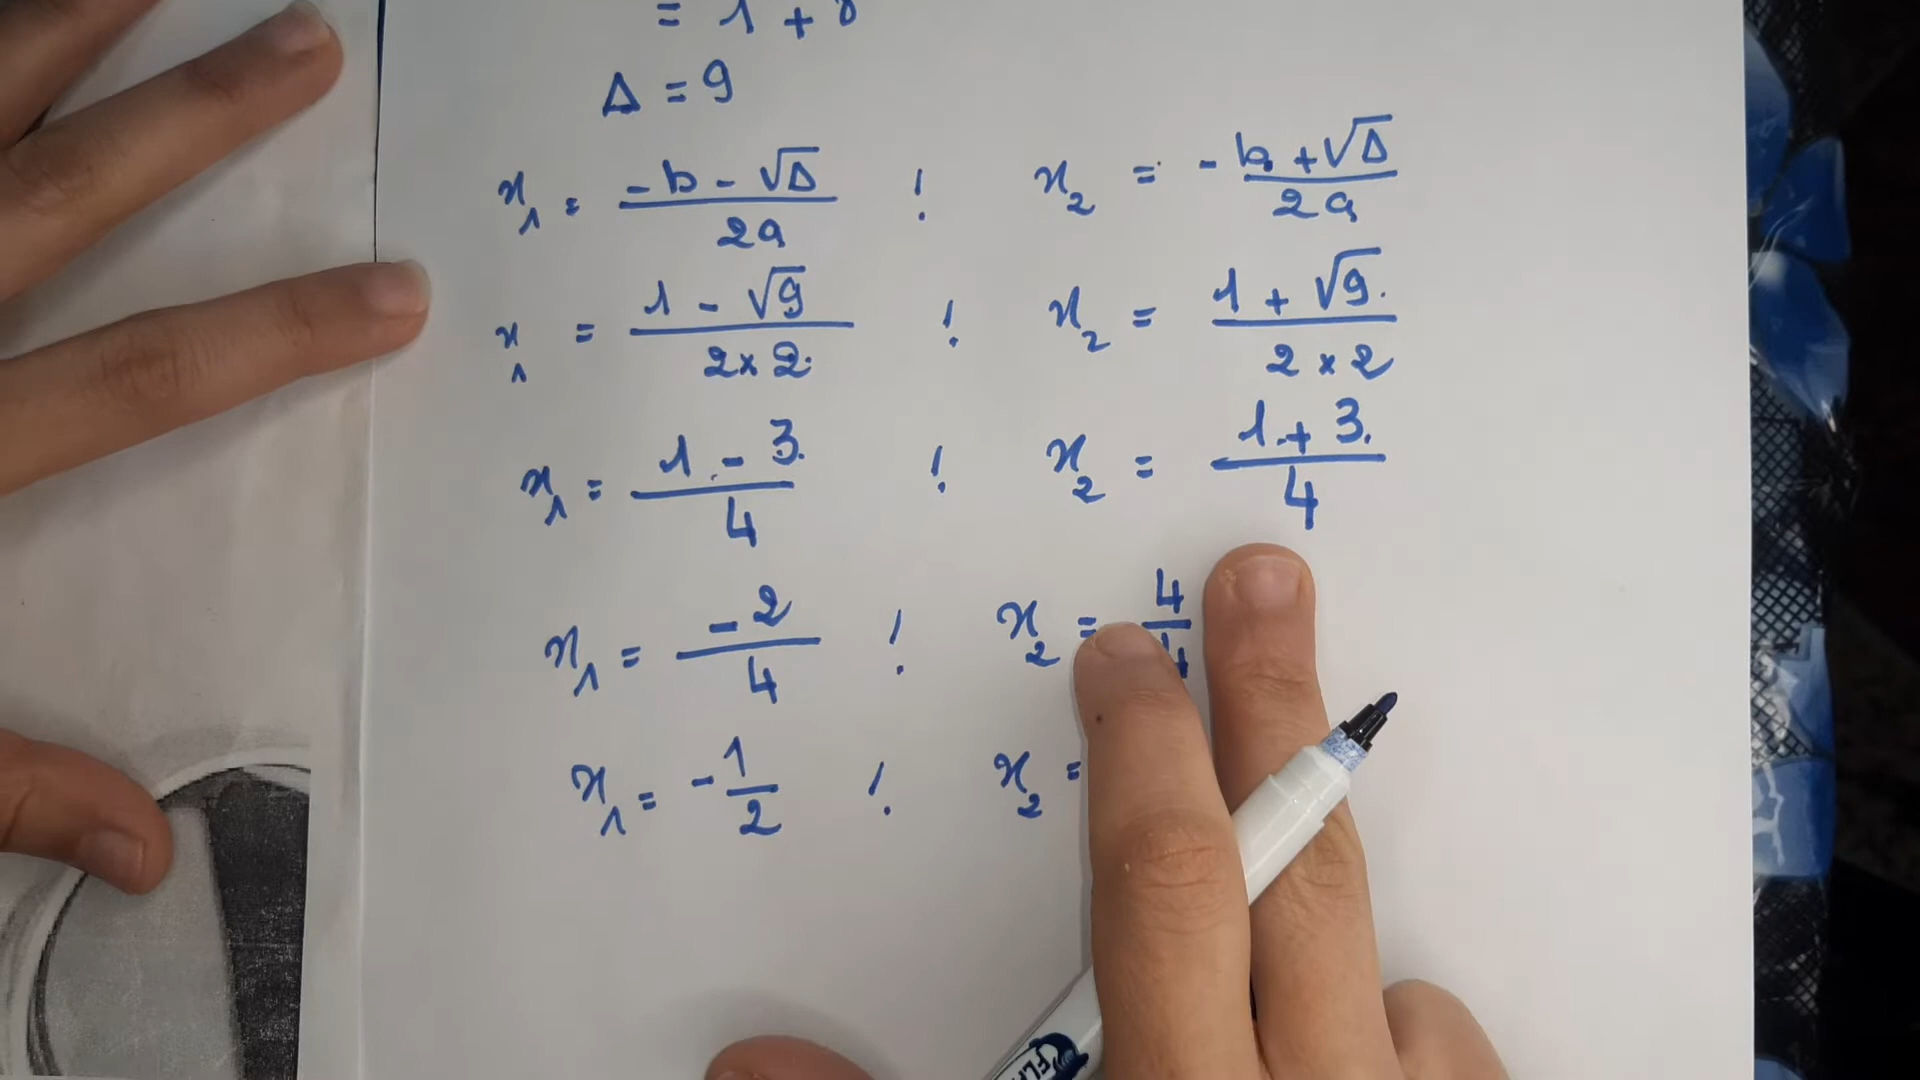 = 1 + 8
Δ = 9
x₁ = (-b - √Δ)/(2a) ! x₂ = (-b + √Δ)/(2a)
x₁ = (1 - √9)/(2×2) ! x₂ = (1 + √9)/(2×2)
x₁ = (1 - 3)/4 ! x₂ = (1 + 3)/4
x₁ = -2/4 ! x₂ = 4/4
x₁ = -1/2 ! x₂ =